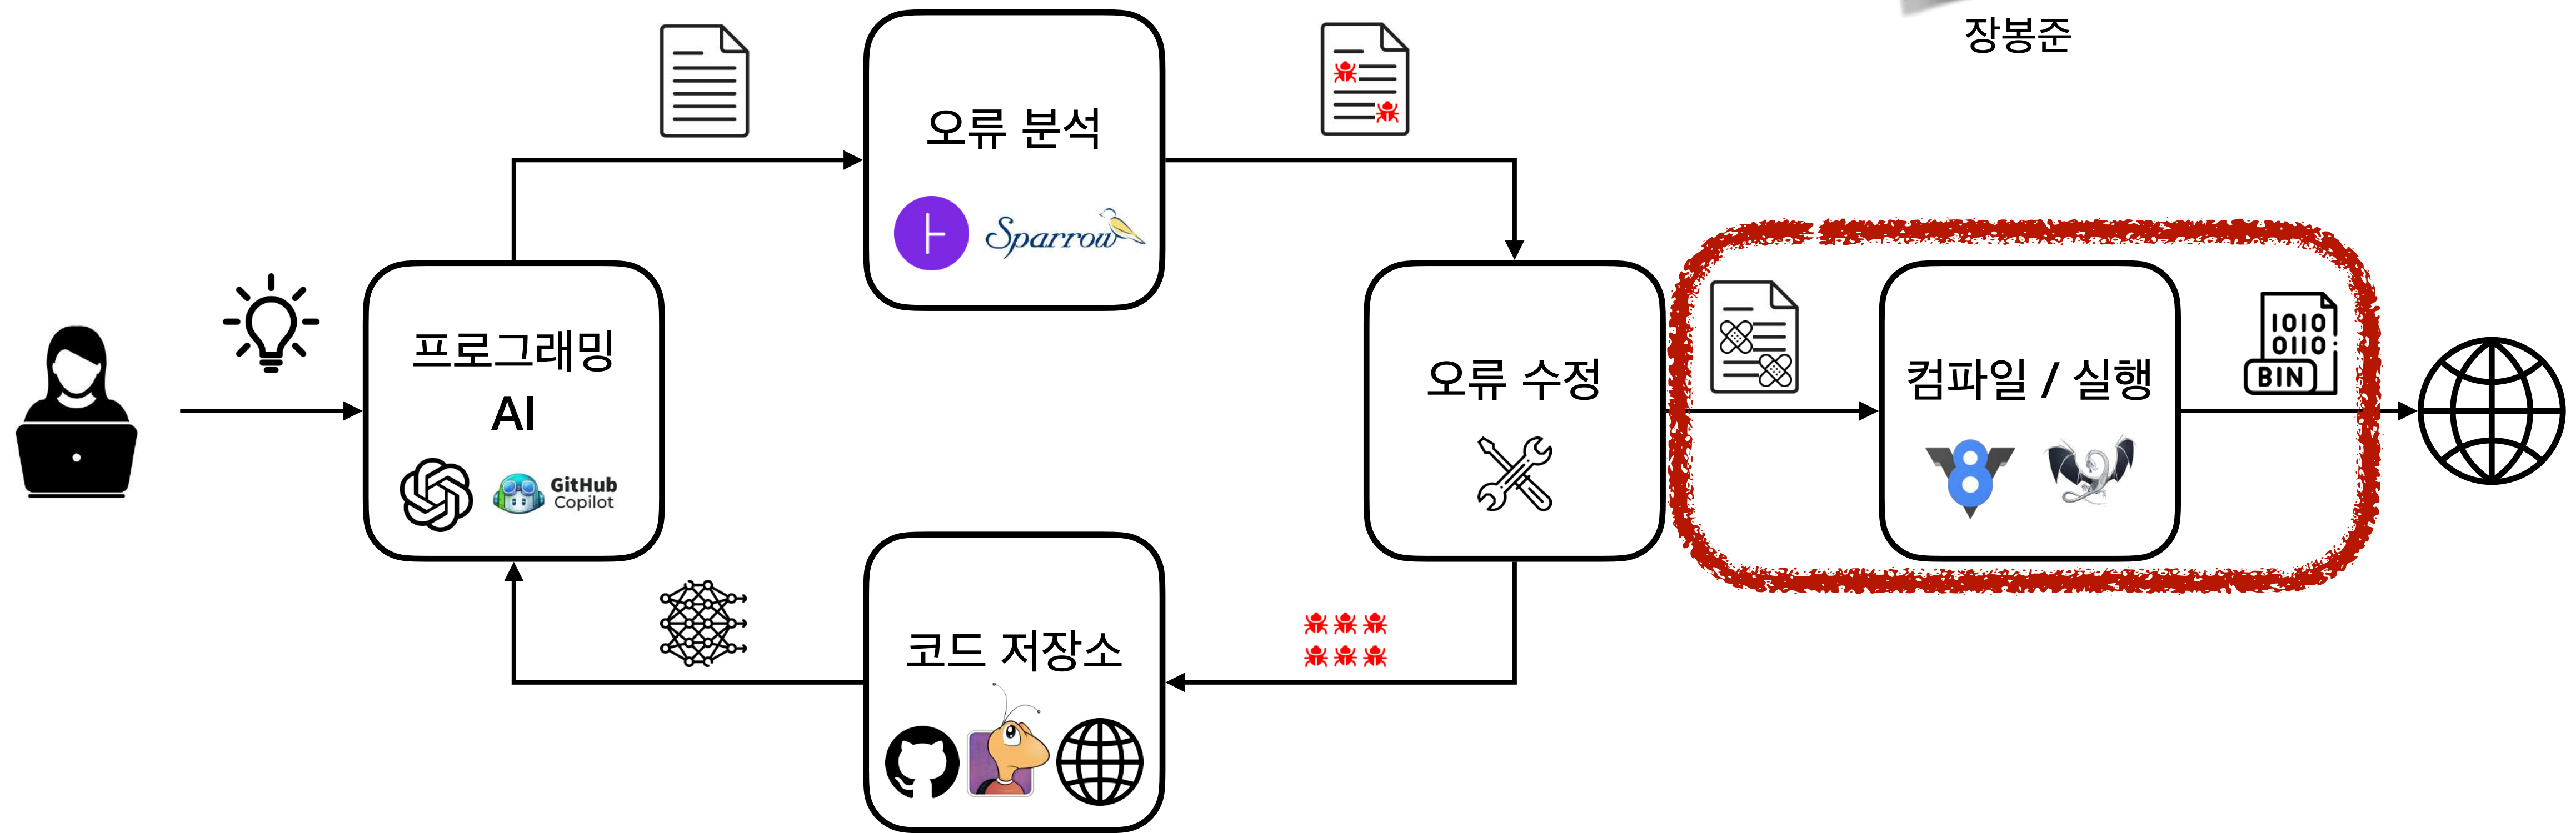 장봉준
오류 분석
Sparrow
프로그래밍
AI
GitHub
Copilot
오류 수정
컴파일 / 실행
V8
1010
0110
BIN
코드 저장소